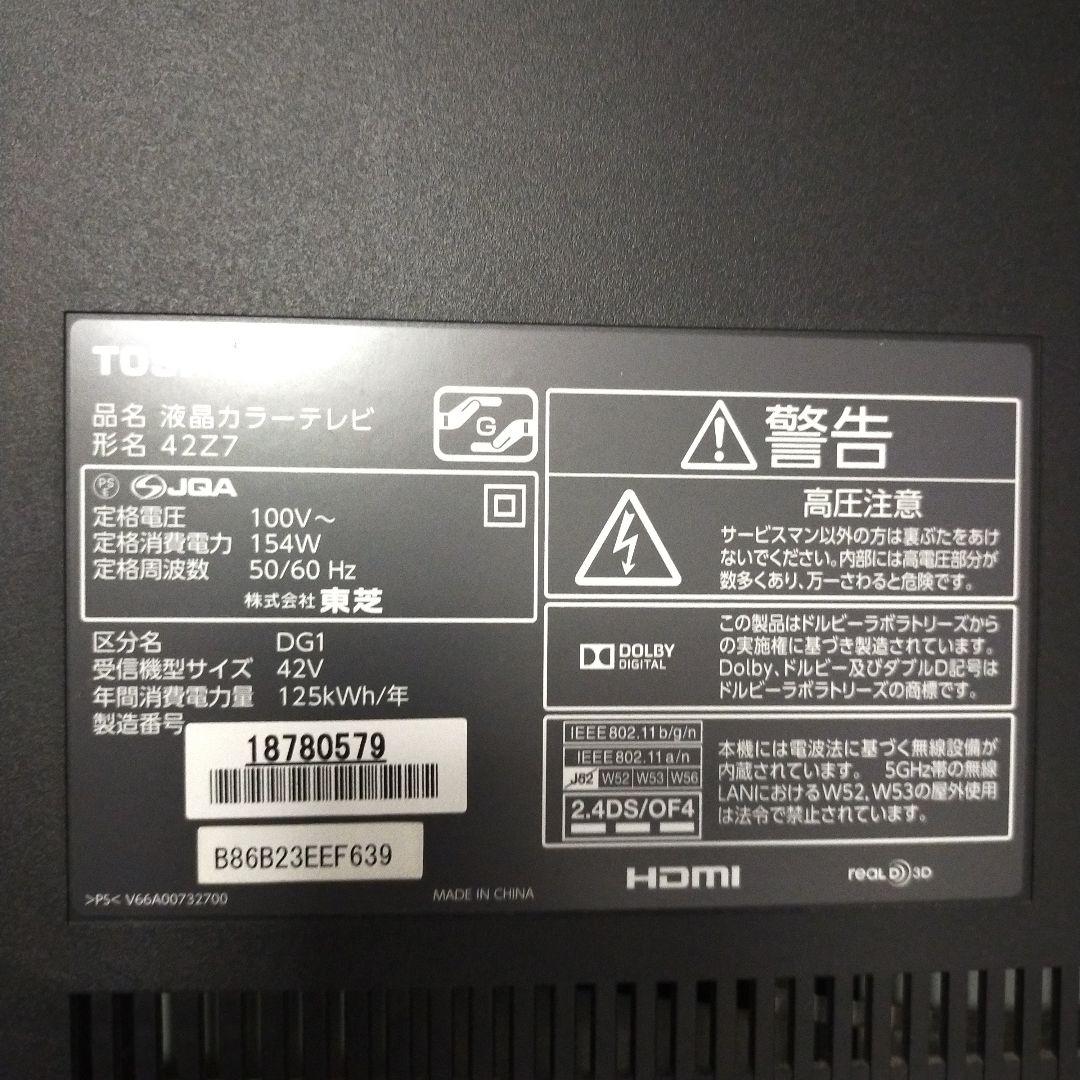 TOS
品名 液晶カラーテレビ
形名 42Z7
G
PS
E
JQA
定格電圧 100V～
定格消費電力 154W
定格周波数 50/60 Hz
株式会社 東芝
区分名 DG1
受信機型サイズ 42V
年間消費電力量 125kWh/年
製造番号
18780579
B86B23EEF639
>PS< V66A00732700
MADE IN CHINA
警告
高圧注意
サービスマン以外の方は裏ぶたをあけ
ないでください。内部には高電圧部分が
数多くあり、万一さわると危険です。
DOLBY
DIGITAL
この製品はドルビーラボラトリーズから
の実施権に基づき製造されています。
Dolby、ドルビー及びダブルD記号は
ドルビーラボラトリーズの商標です。
IEEE802.11b/g/n
IEEE802.11a/n
J52 W52 W53 W56
2.4DS/OF4
本機には電波法に基づく無線設備が
内蔵されています。 5GHz帯の無線
LANにおけるW52、W53の屋外使用
は法令で禁止されています。
HDMI
REAL D 3D